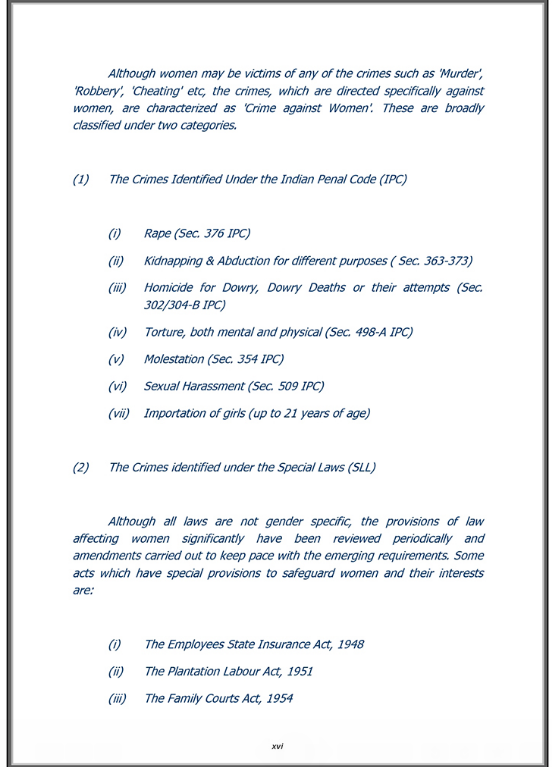 Although women may be victims of any of the crimes such as 'Murder',
'Robbery', 'Cheating' etc, the crimes, which are directed specifically against
women, are characterized as 'Crime against Women'. These are broadly
classified under two categories.
(1) The Crimes Identified Under the Indian Penal Code (IPC)
(i) Rape (Sec. 376 IPC)
(ii) Kidnapping & Abduction for different purposes ( Sec. 363-373)
(iii) Homicide for Dowry, Dowry Deaths or their attempts (Sec.
302/304-B IPC)
(iv) Torture, both mental and physical (Sec. 498-A IPC)
(v) Molestation (Sec. 354 IPC)
(vi) Sexual Harassment (Sec. 509 IPC)
(vii) Importation of girls (up to 21 years of age)
(2) The Crimes identified under the Special Laws (SLL)
Although all laws are not gender specific, the provisions of law
affecting women significantly have been reviewed periodically and
amendments carried out to keep pace with the emerging requirements. Some
acts which have special provisions to safeguard women and their interests
are:
(i) The Employees State Insurance Act, 1948
(ii) The Plantation Labour Act, 1951
(iii) The Family Courts Act, 1954
xvi